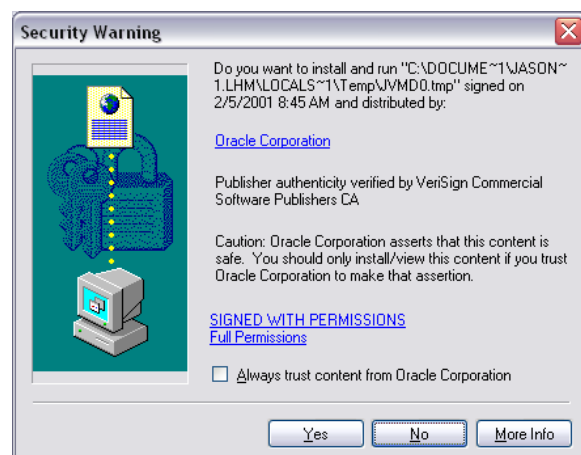 Security Warning
Do you want to install and run "C:\DOCUME~1\JASON~
1.LHM\LOCALS~1\Temp\JVMD0.tmp" signed on
2/5/2001 8:45 AM and distributed by:
Oracle Corporation
Publisher authenticity verified by VeriSign Commercial
Software Publishers CA
Caution: Oracle Corporation asserts that this content is
safe. You should only install/view this content if you trust
Oracle Corporation to make that assertion.
SIGNED WITH PERMISSIONS
Full Permissions
Always trust content from Oracle Corporation
Yes
No
More Info